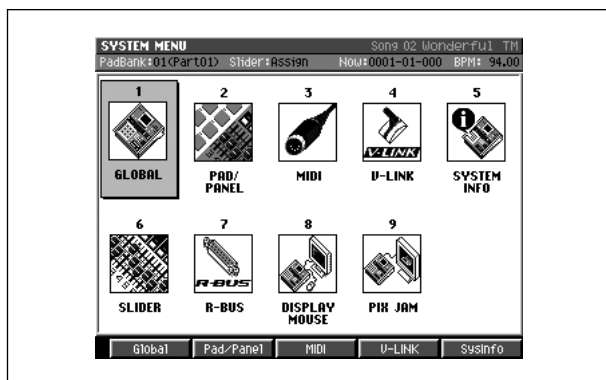 SYSTEM MENU Song 02 Wonderful TM
PadBank:01(Part01) Slider:Assign Now:0001-01-000 BPM: 94.00
1 2 3 4 5
V-LINK
GLOBAL PAD/PANEL MIDI V-LINK SYSTEM INFO
6 7 8 9
R-BUS
SLIDER R-BUS DISPLAY MOUSE PIX JAM
Global Pad/Panel MIDI V-LINK SysInfo